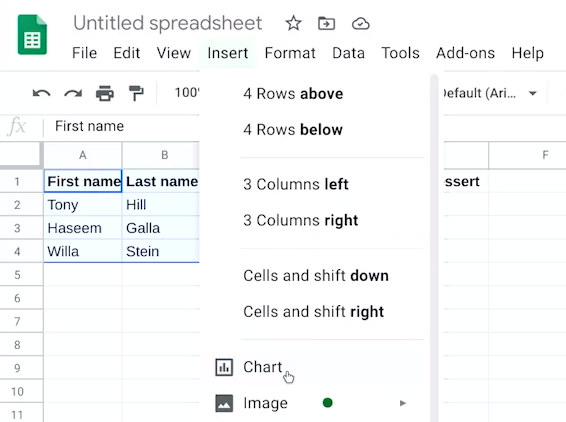 Untitled spreadsheet
File Edit View Insert Format Data Tools Add-ons Help
100% Default (Ari...
fx First name
A B F
1 First name Last name ssert
2 Tony Hill
3 Haseem Galla
4 Willa Stein
5
6
7
8
9
10
11
4 Rows above
4 Rows below
3 Columns left
3 Columns right
Cells and shift down
Cells and shift right
Chart
Image